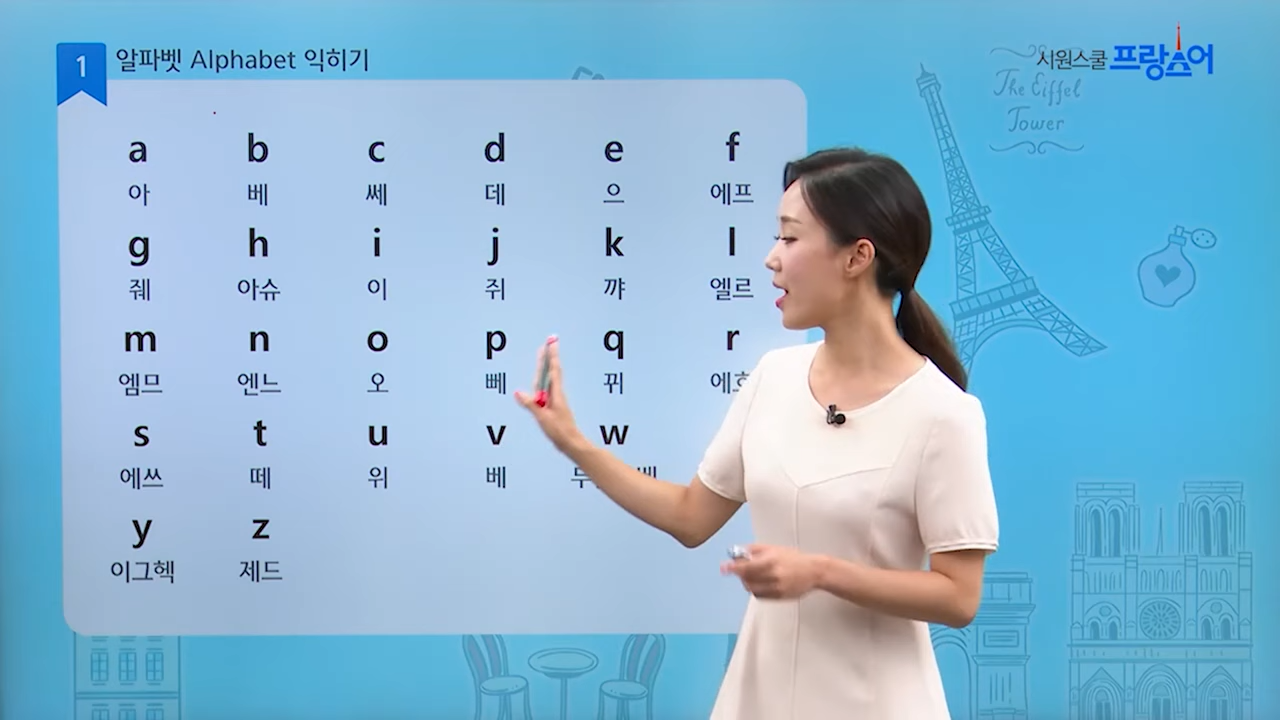 1 알파벳 Alphabet 익히기
시원스쿨 프랑스어
The Eiffel
Tower
a b c d e f
아 베 쎄 데 으 에프
g h i j k l
줴 아슈 이 쥐 꺄 엘르
m n o p q r
엠므 엔느 오 뻬 뀌
s t u v w
에쓰 떼 위 베
y z
이그헥 제드